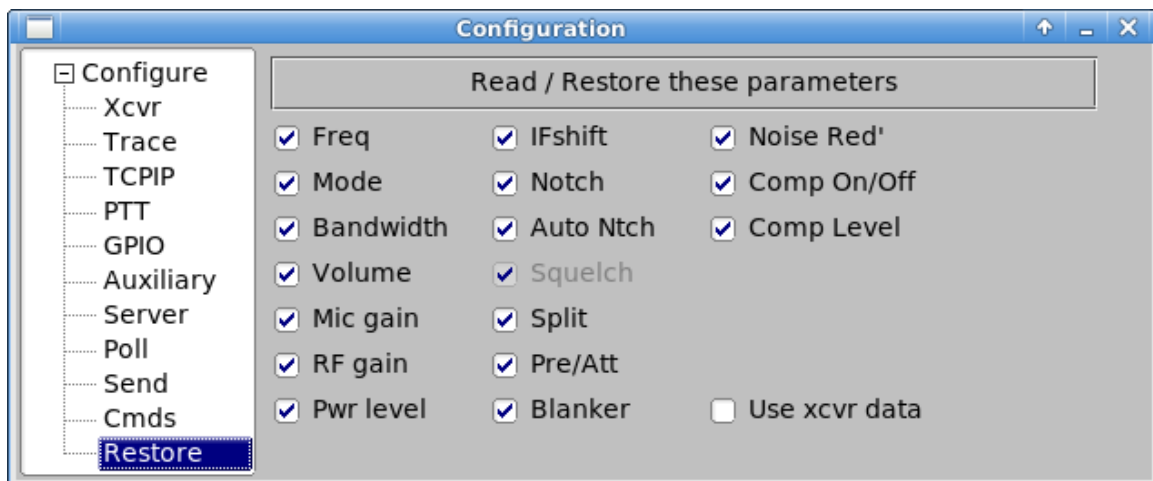 Configuration
Configure
Xcvr
Trace
TCPIP
PTT
GPIO
Auxiliary
Server
Poll
Send
Cmds
Restore
Read / Restore these parameters
Freq
Mode
Bandwidth
Volume
Mic gain
RF gain
Pwr level
IFshift
Notch
Auto Ntch
Squelch
Split
Pre/Att
Blanker
Noise Red'
Comp On/Off
Comp Level
Use xcvr data